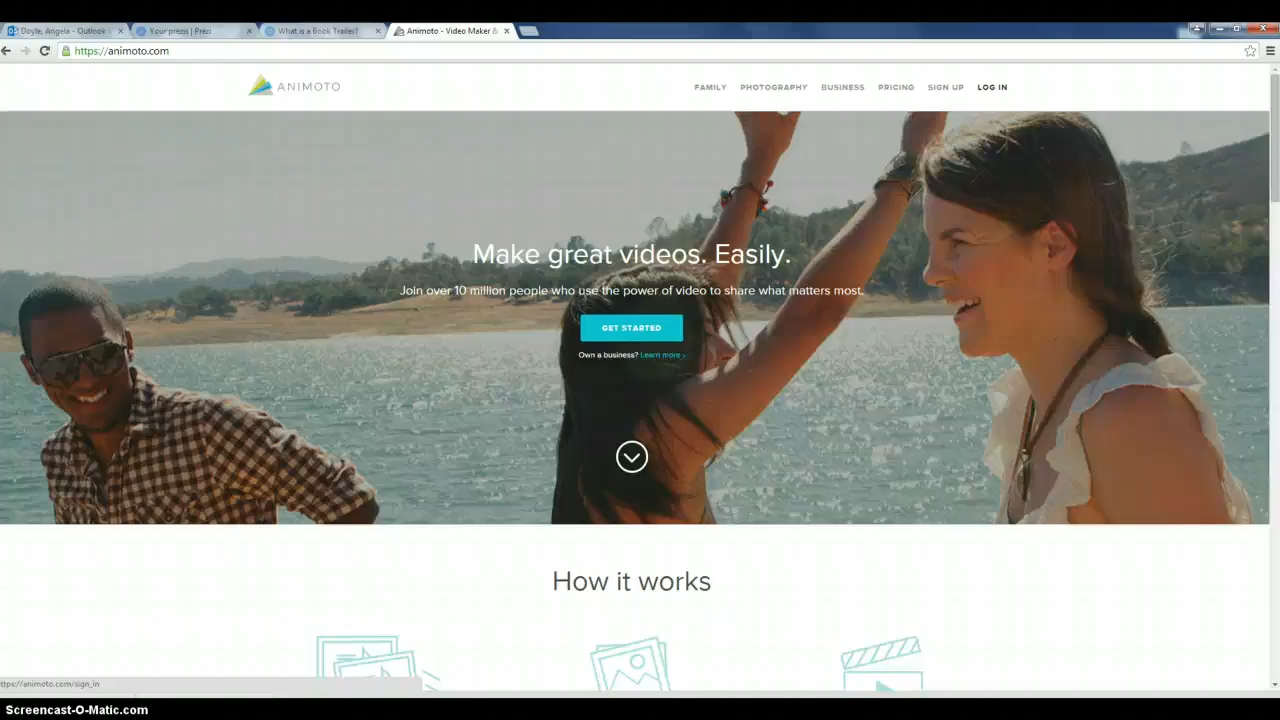 Doyle, Angela - Outlook
Your prezis | Prezi
What is a Book Trailer?
Animoto - Video Maker &
https://animoto.com
ANIMOTO
FAMILY PHOTOGRAPHY BUSINESS PRICING SIGN UP LOG IN
Make great videos. Easily.
Join over 10 million people who use the power of video to share what matters most.
GET STARTED
Own a business? Learn more ›
How it works
ttps://animoto.com/sign_in
Screencast-O-Matic.com